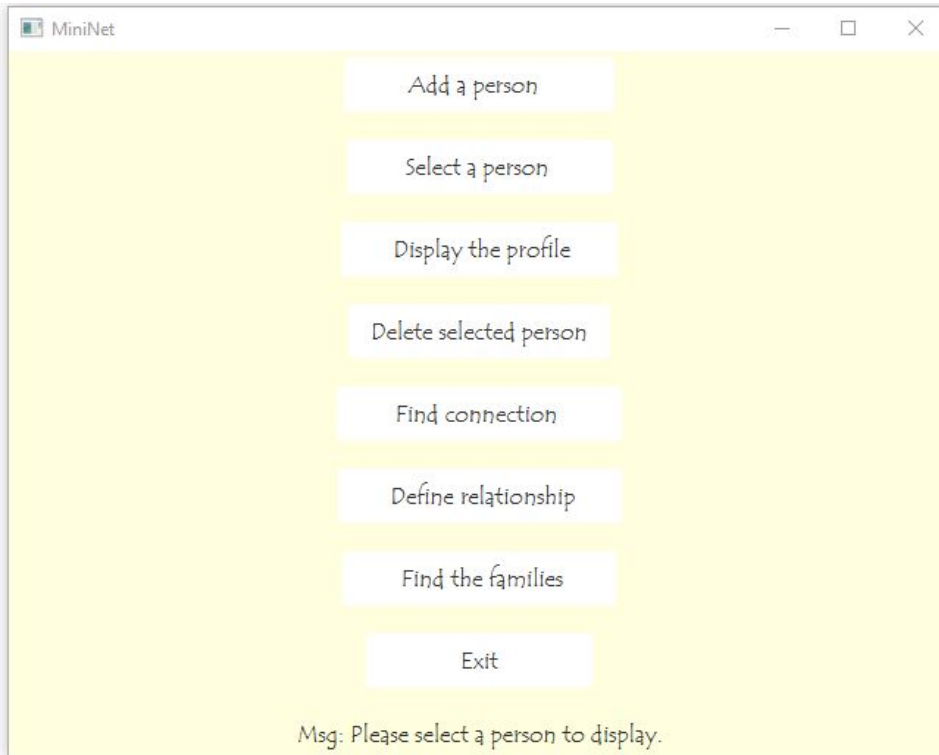 MiniNet
Add a person
Select a person
Display the profile
Delete selected person
Find connection
Define relationship
Find the families
Exit
Msg: Please select a person to display.